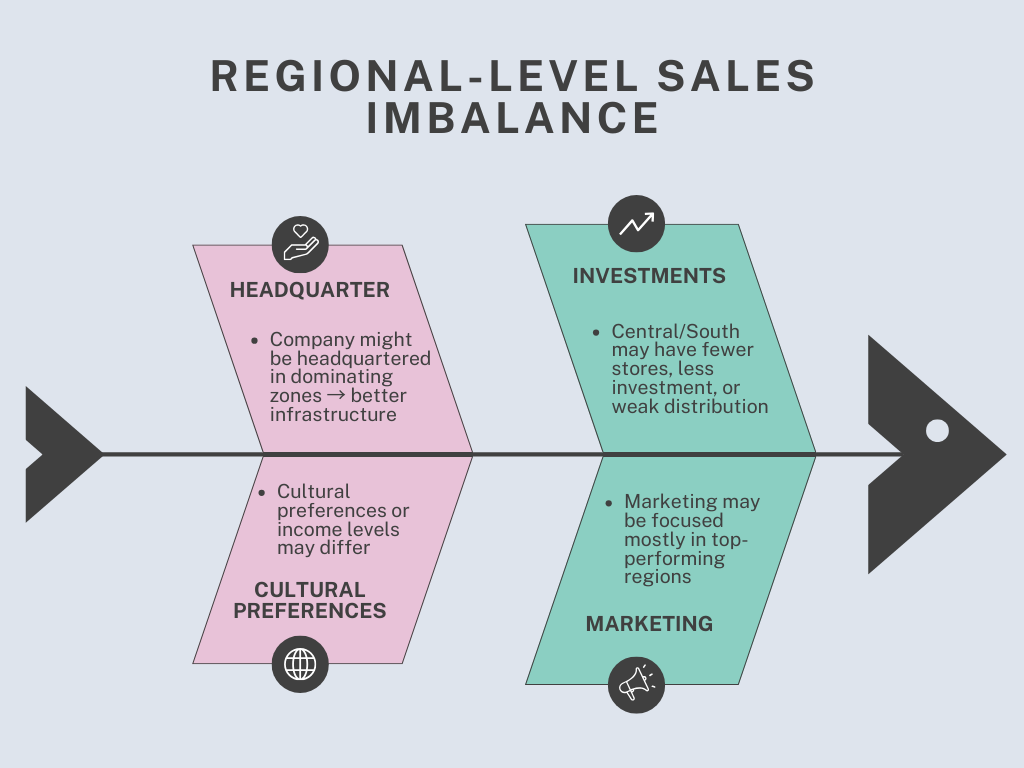 REGIONAL-LEVEL SALES
IMBALANCE
HEADQUARTER
• Company might
be headquartered
in dominating
zones → better
infrastructure
INVESTMENTS
• Central/South
may have fewer
stores, less
investment, or
weak distribution
• Cultural
preferences or
income levels
may differ
CULTURAL
PREFERENCES
• Marketing may
be focused
mostly in top-
performing
regions
MARKETING